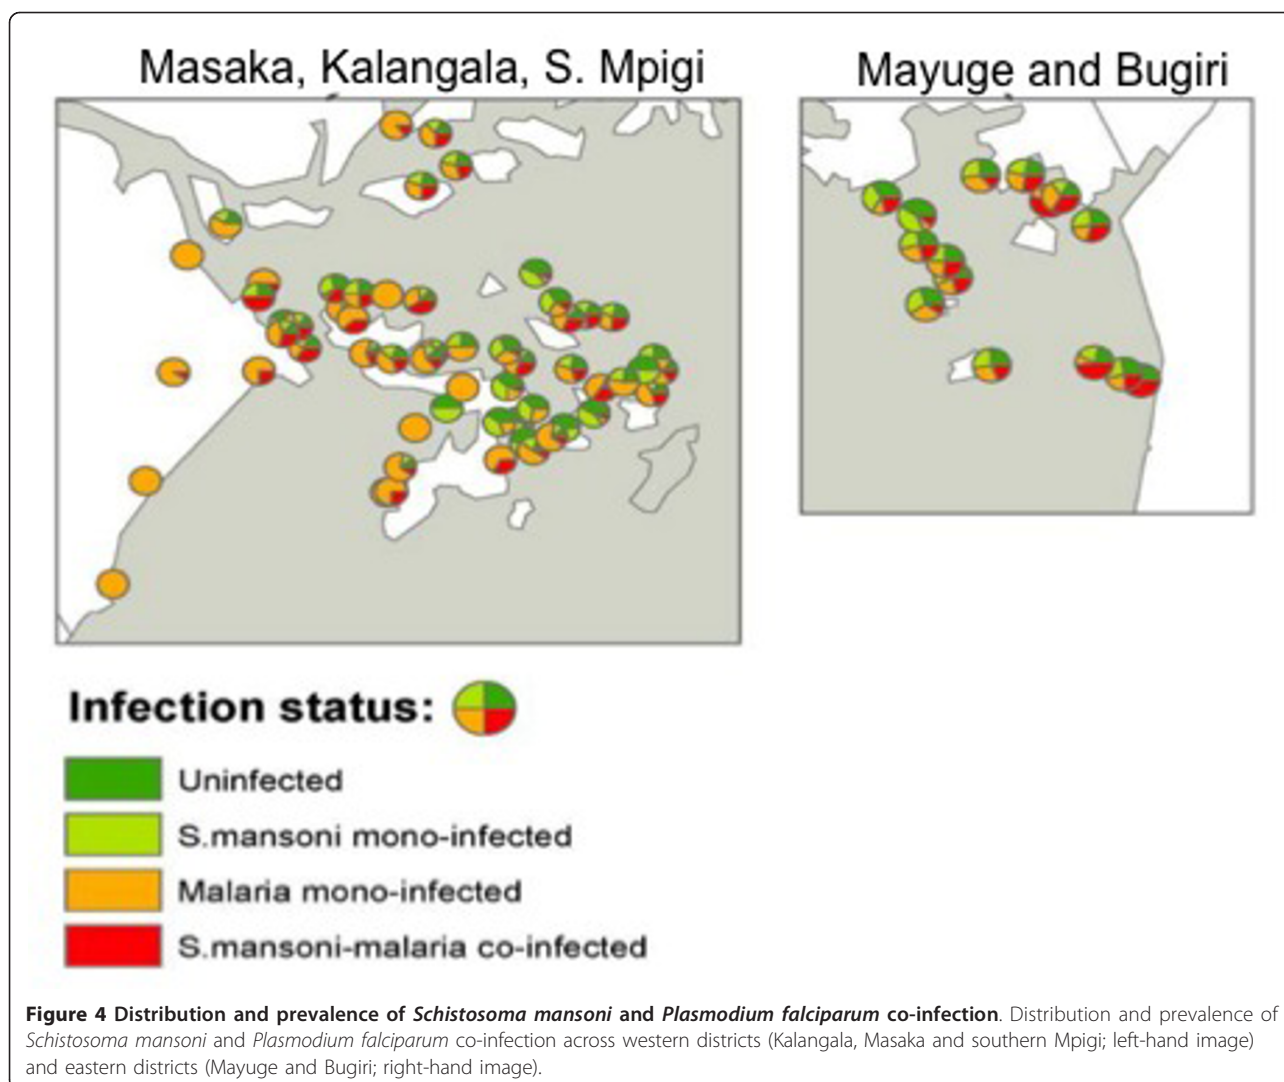 Masaka, Kalangala, S. Mpigi
Mayuge and Bugiri
Infection status:
Uninfected
S.mansoni mono-infected
Malaria mono-infected
S.mansoni-malaria co-infected
Figure 4 Distribution and prevalence of Schistosoma mansoni and Plasmodium falciparum co-infection. Distribution and prevalence of
Schistosoma mansoni and Plasmodium falciparum co-infection across western districts (Kalangala, Masaka and southern Mpigi; left-hand image)
and eastern districts (Mayuge and Bugiri; right-hand image).